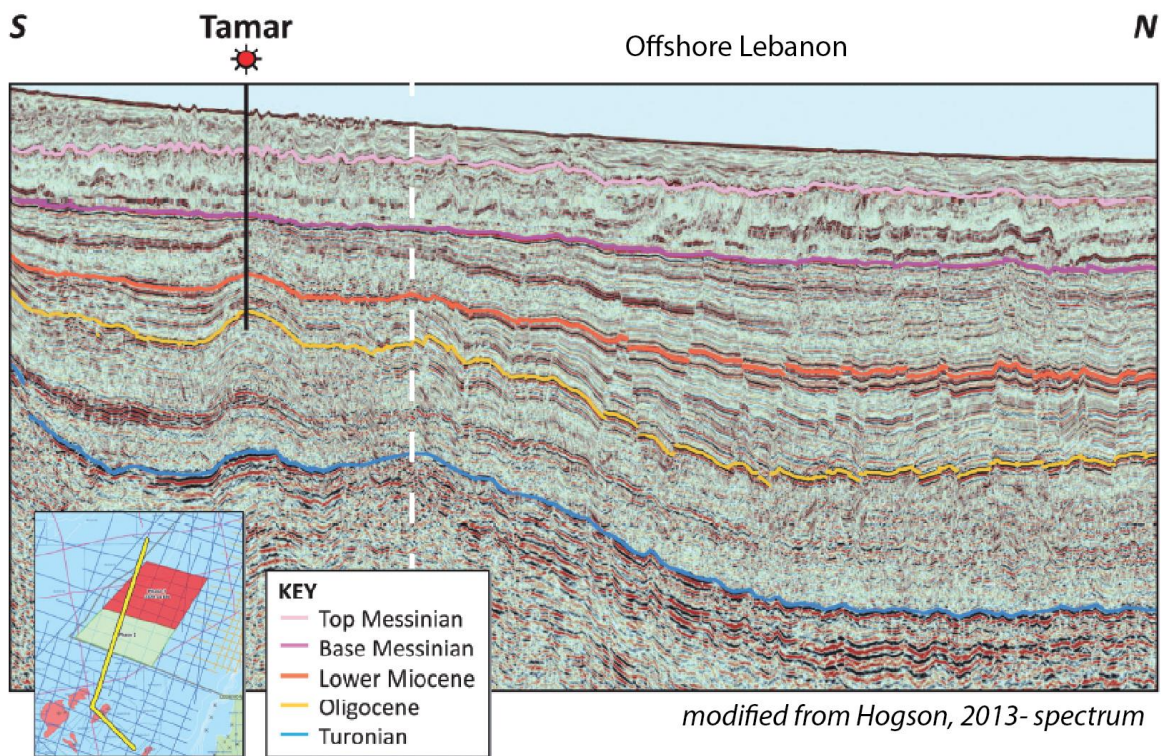 S
Tamar
Offshore Lebanon
N
KEY
Top Messinian
Base Messinian
Lower Miocene
Oligocene
Turonian
modified from Hogson, 2013- spectrum